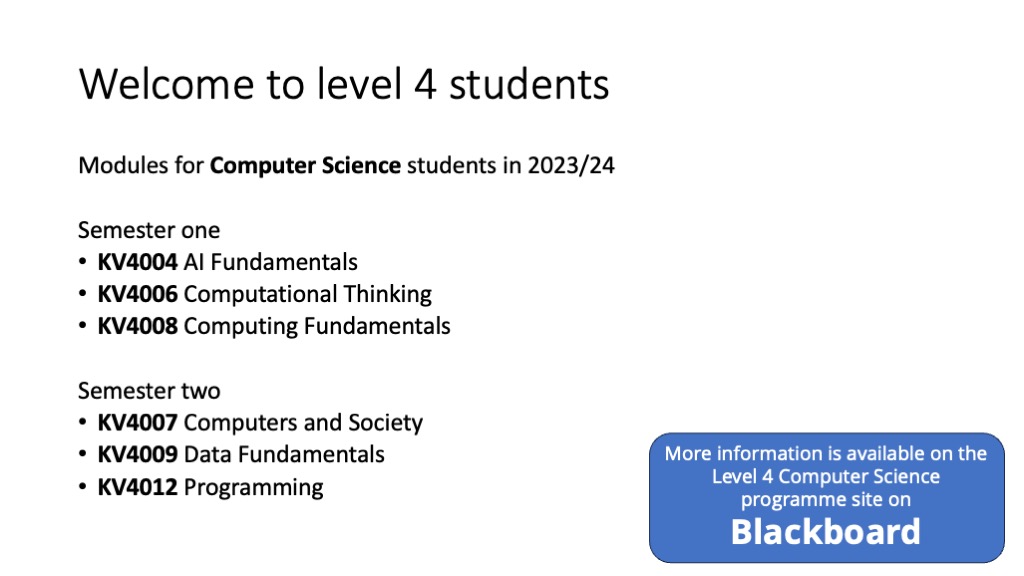 Welcome to level 4 students
Modules for Computer Science students in 2023/24
Semester one
• KV4004 AI Fundamentals
• KV4006 Computational Thinking
• KV4008 Computing Fundamentals
Semester two
• KV4007 Computers and Society
• KV4009 Data Fundamentals
• KV4012 Programming
More information is available on the
Level 4 Computer Science
programme site on
Blackboard